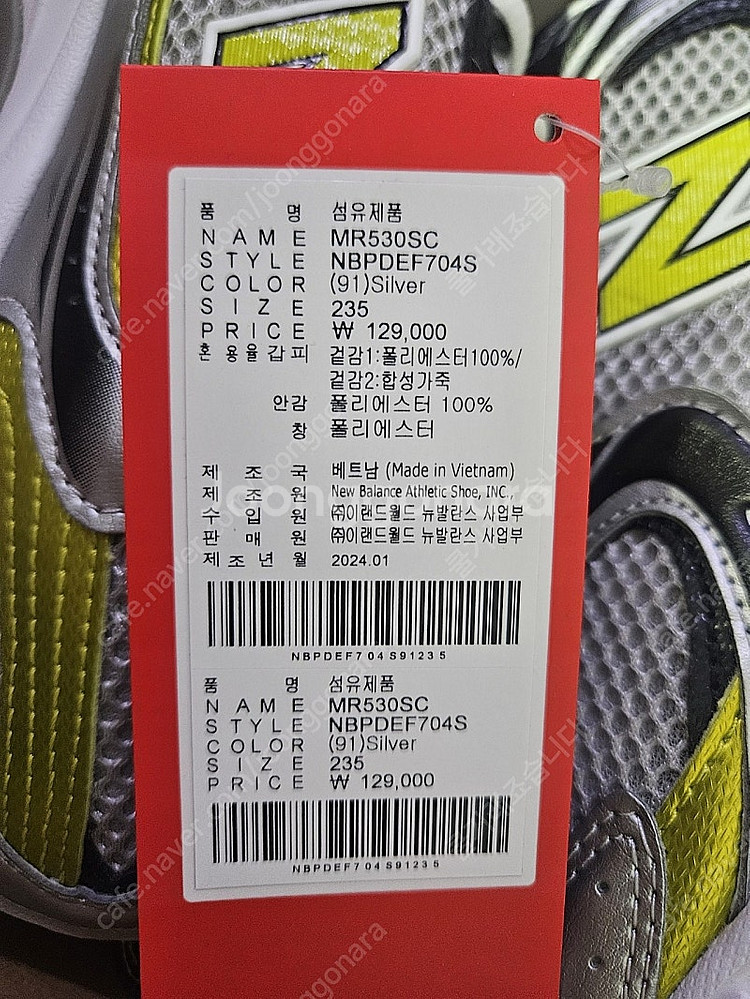 품 명 섬유제품
NAME MR530SC
STYLE NBPDEF704S
COLOR (91)Silver
SIZE 235
PRICE ₩ 129,000
혼용율갑피 겉감1:폴리에스터100%/
겉감2:합성가죽
안감 폴리에스터 100%
창 폴리에스터
제조국 베트남 (Made in Vietnam)
제조원 New Balance Athletic Shoe, INC.,
수입원 ㈜이랜드월드 뉴발란스 사업부
판매원 ㈜이랜드월드 뉴발란스 사업부
제조년월 2024.01
NBPDEF704S91235
품 명 섬유제품
NAME MR530SC
STYLE NBPDEF704S
COLOR (91)Silver
SIZE 235
PRICE ₩ 129,000
NBPDEF704S91235
cafe.naver.com/joonggonara
joonggonara